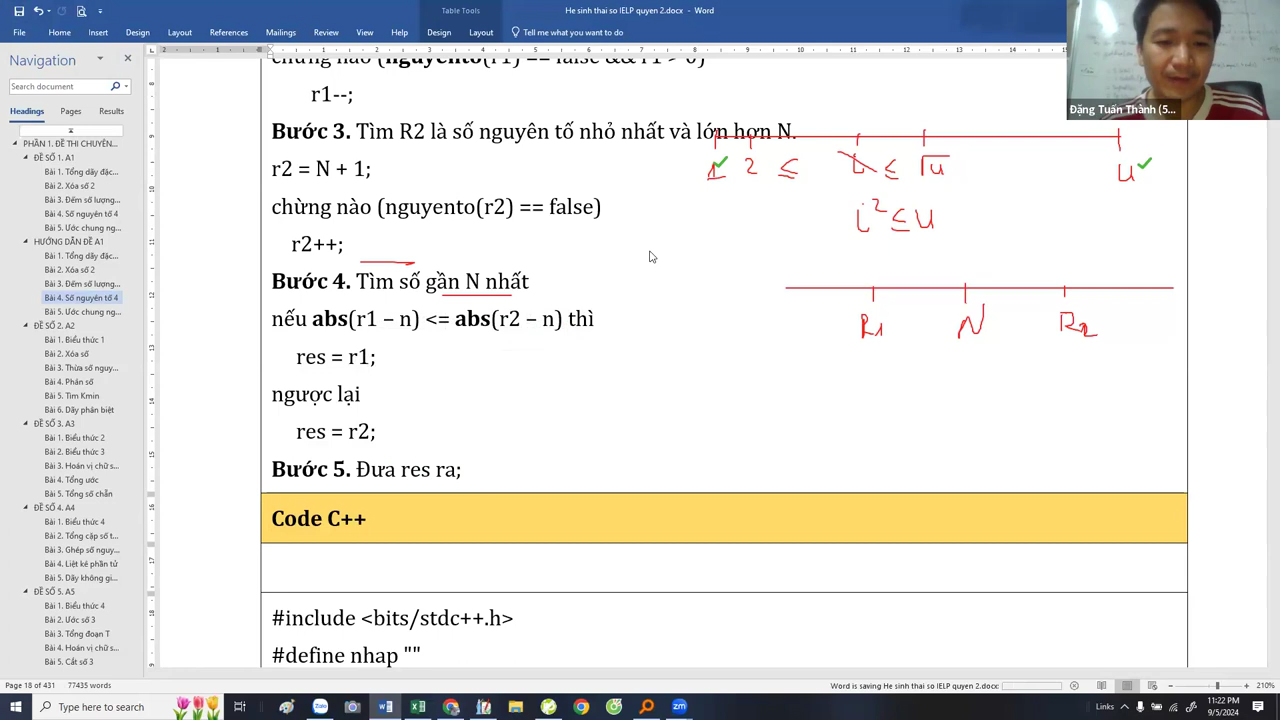 Table Tools
He sinh thai so IELP quyen 2.docx - Word
File Home Insert Draw Design Layout References Mailings Review View Help Design Layout Tell me what you want to do
Navigation
Search document
Headings Pages Results
PHẦN 1. ĐỀ THI CHUYÊN...
ĐỀ SỐ 1. A1
Bài 1. Tổng dãy đặc...
Bài 2. Xóa số 2
Bài 3. Đếm số lượng...
Bài 4. Số nguyên tố 4
Bài 5. Ước chung ng...
HƯỚNG DẪN ĐỀ A1
Bài 1. Tổng dãy đặc...
Bài 2. Xóa số 2
Bài 3. Đếm số lượng...
Bài 4. Số nguyên tố 4
Bài 5. Ước chung ng...
ĐỀ SỐ 2. A2
Bài 1. Biểu thức 1
Bài 2. Xóa số
Bài 3. Thừa số nguy...
Bài 4. Phân số
Bài 5. Tìm Kmin
Bài 6. Dãy phân biệt
ĐỀ SỐ 3. A3
Bài 1. Biểu thức 2
Bài 2. Biểu thức 3
Bài 3. Hoán vị chữ s...
Bài 4. Tổng ước
Bài 5. Tổng số chẵn
ĐỀ SỐ 4. A4
Bài 1. Biểu thức 4
Bài 2. Tổng cặp số t...
Bài 3. Ghép số nguy...
Bài 4. Liệt kê phần tử
Bài 5. Dãy không gi...
ĐỀ SỐ 5. A5
Bài 1. Biểu thức 4
Bài 2. Ước số 3
Bài 3. Tổng đoạn T
Bài 4. Hoán vị chữ s...
Bài 5. Cắt số 3
chừng nào (nguyento(r1) == false && r1 > 0)
r1--;
Bước 3. Tìm R2 là số nguyên tố nhỏ nhất và lớn hơn N.
r2 = N + 1;
chừng nào (nguyento(r2) == false)
r2++;
Bước 4. Tìm số gần N nhất
nếu abs(r1 – n) <= abs(r2 – n) thì
res = r1;
ngược lại
res = r2;
Bước 5. Đưa res ra;
Code C++
#include <bits/stdc++.h>
#define nhap ""
1 2 ≤ i ≤ √u u
i² ≤ u
R1 N R2
Đặng Tuấn Thành (5...
Page 18 of 431 77435 words
Word is saving He sinh thai so IELP quyen 2.docx
210%
Type here to search
Links
11:22 PM
9/5/2024